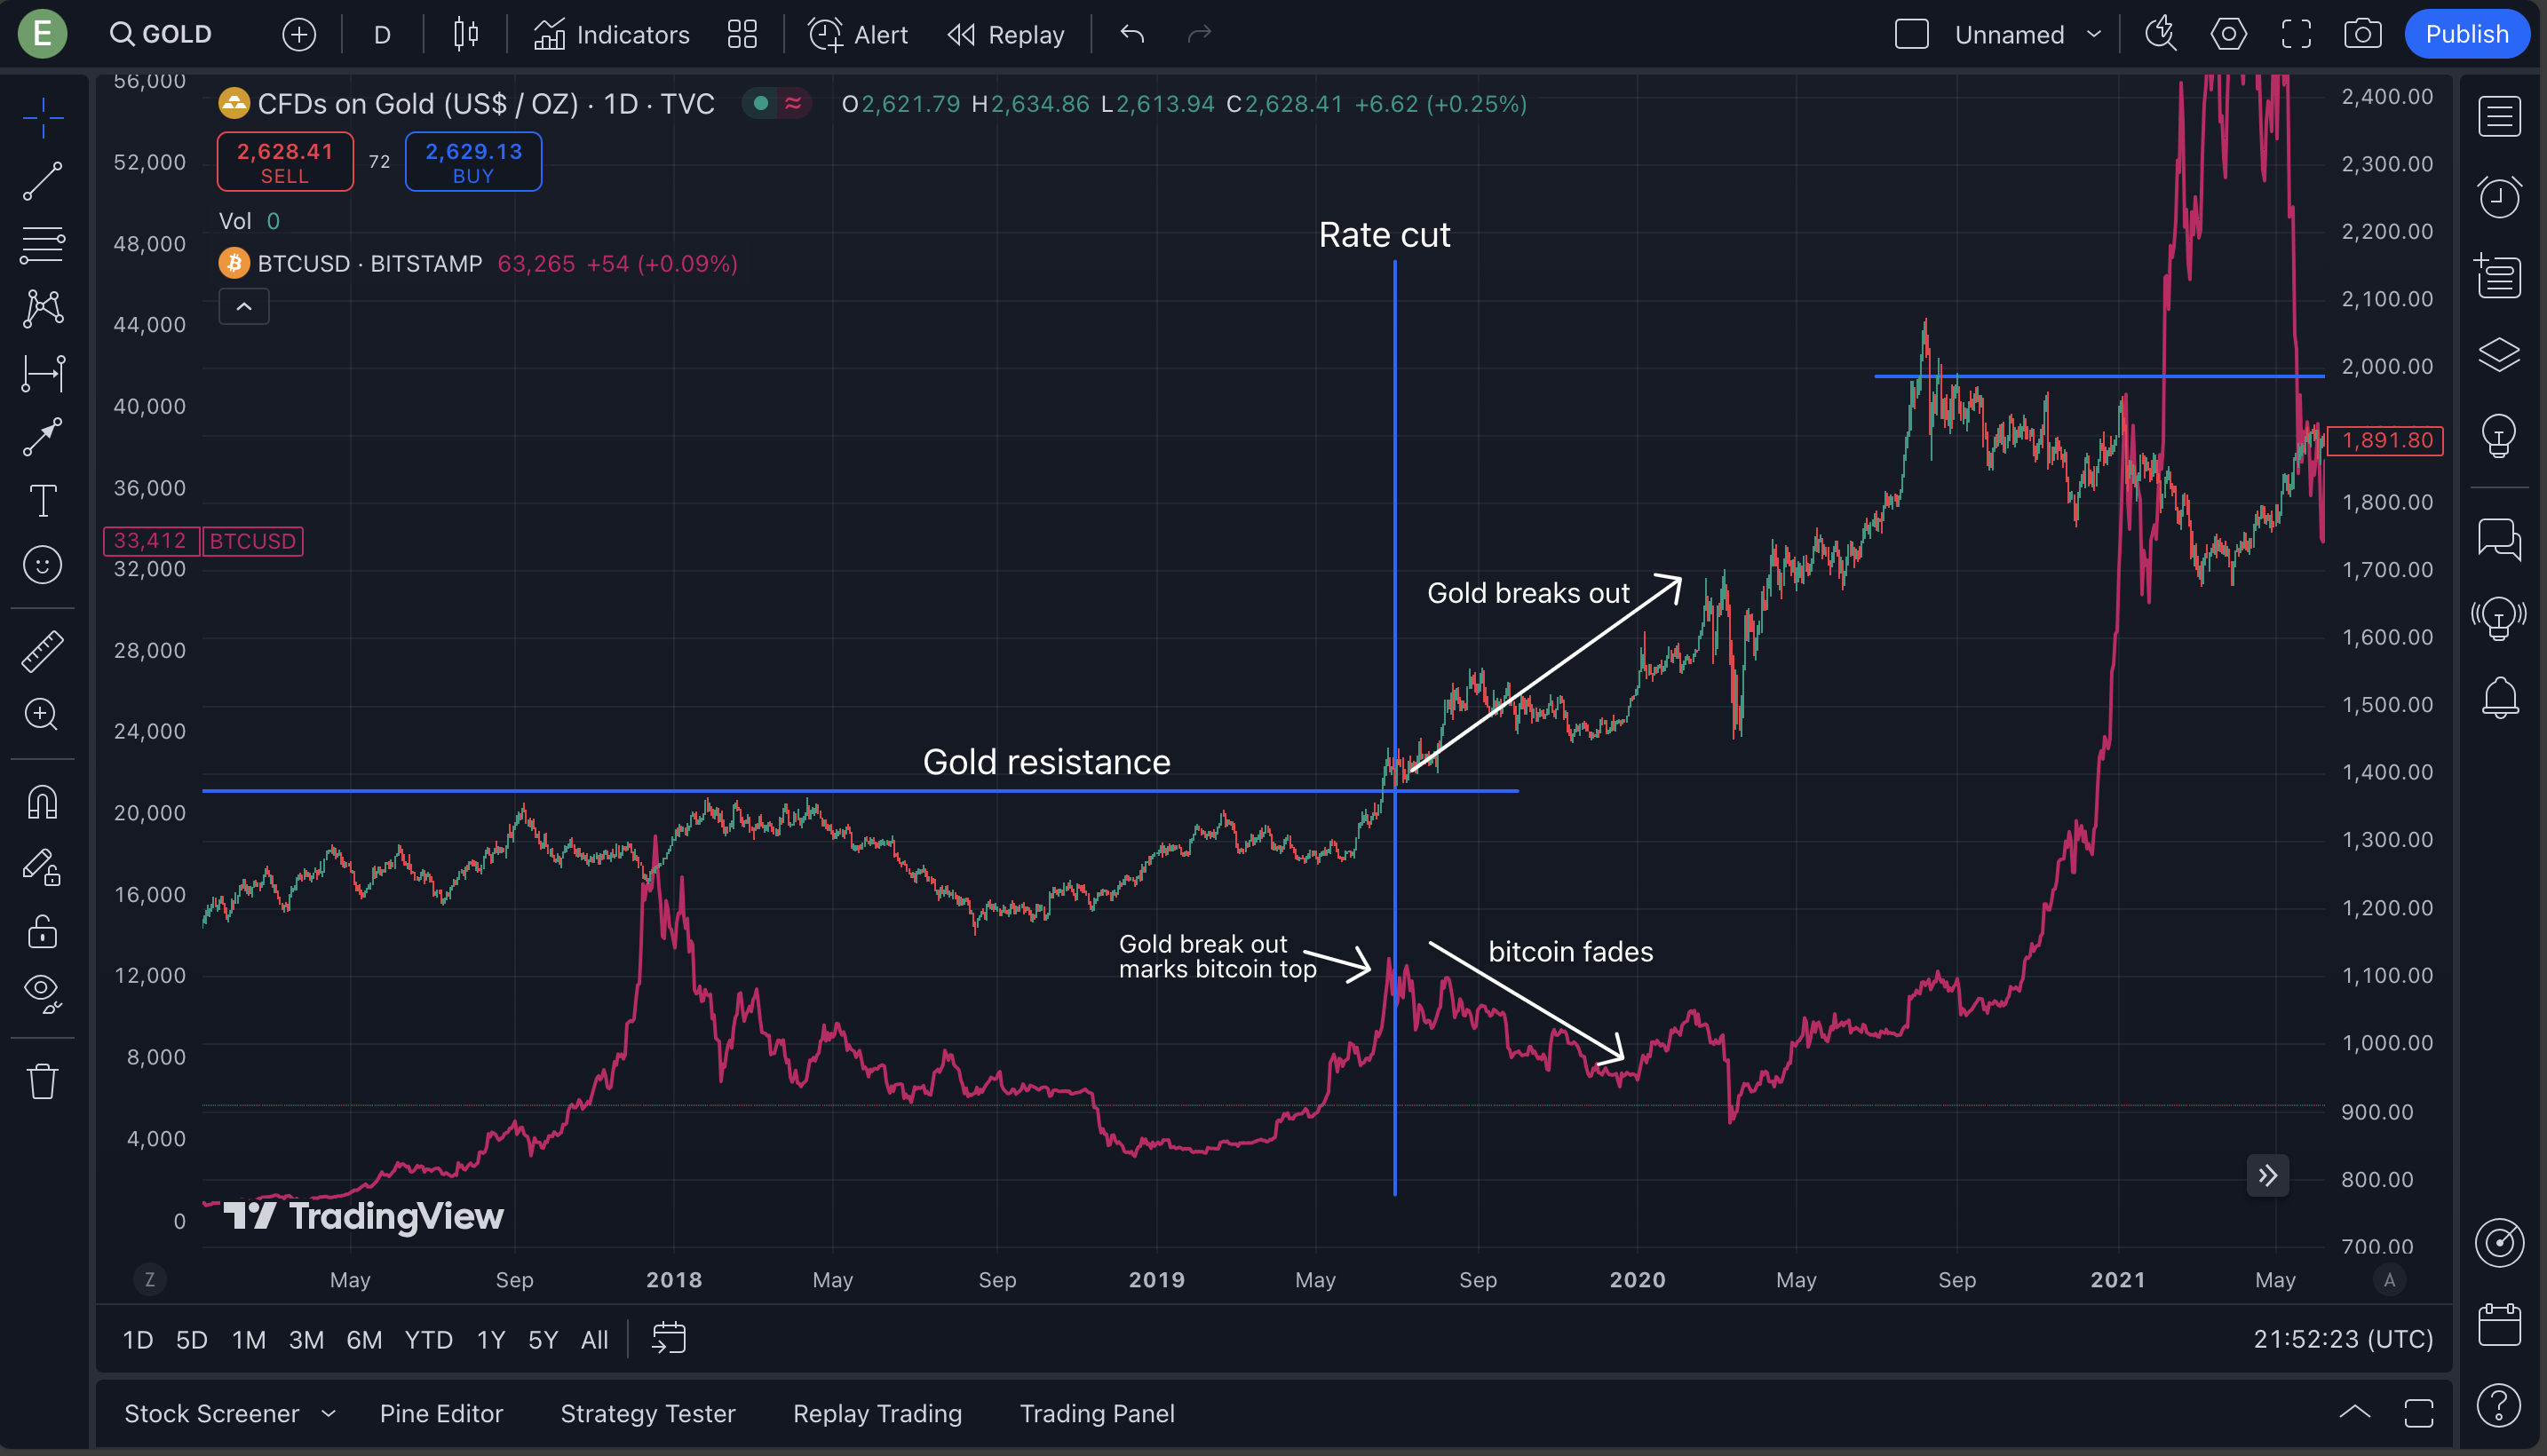 E
GOLD
D
Indicators
Alert
Replay
Unnamed
Publish
CFDs on Gold (US$ / OZ) · 1D · TVC
O2,621.79 H2,634.86 L2,613.94 C2,628.41 +6.62 (+0.25%)
2,628.41
SELL
72
2,629.13
BUY
Vol 0
BTCUSD · BITSTAMP 63,265 +54 (+0.09%)
56,000
52,000
48,000
44,000
40,000
36,000
33,412 BTCUSD
32,000
28,000
24,000
20,000
16,000
12,000
8,000
4,000
0
Rate cut
Gold breaks out
Gold resistance
Gold break out
marks bitcoin top
bitcoin fades
2,400.00
2,300.00
2,200.00
2,100.00
2,000.00
1,891.80
1,800.00
1,700.00
1,600.00
1,500.00
1,400.00
1,300.00
1,200.00
1,100.00
1,000.00
900.00
800.00
700.00
TradingView
Z
May Sep 2018 May Sep 2019 May Sep 2020 May Sep 2021 May
A
1D 5D 1M 3M 6M YTD 1Y 5Y All
21:52:23 (UTC)
Stock Screener Pine Editor Strategy Tester Replay Trading Trading Panel